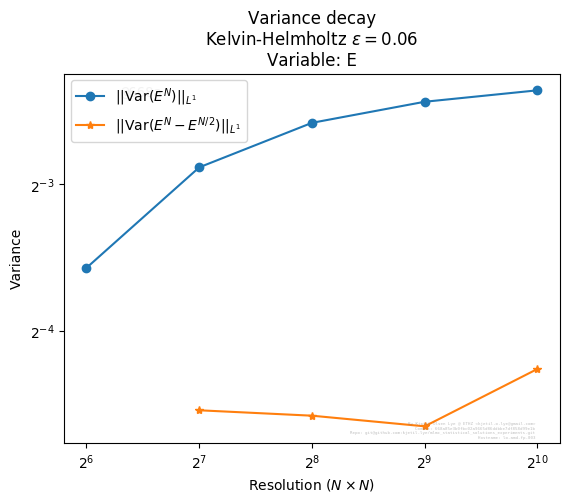 Variance decay
Kelvin-Helmholtz ε = 0.06
Variable: E
||Var(E^N)||_{L^1}
||Var(E^N − E^{N/2})||_{L^1}
Variance
2^{-3}
2^{-4}
2^6 2^7 2^8 2^9 2^{10}
Resolution (N × N)